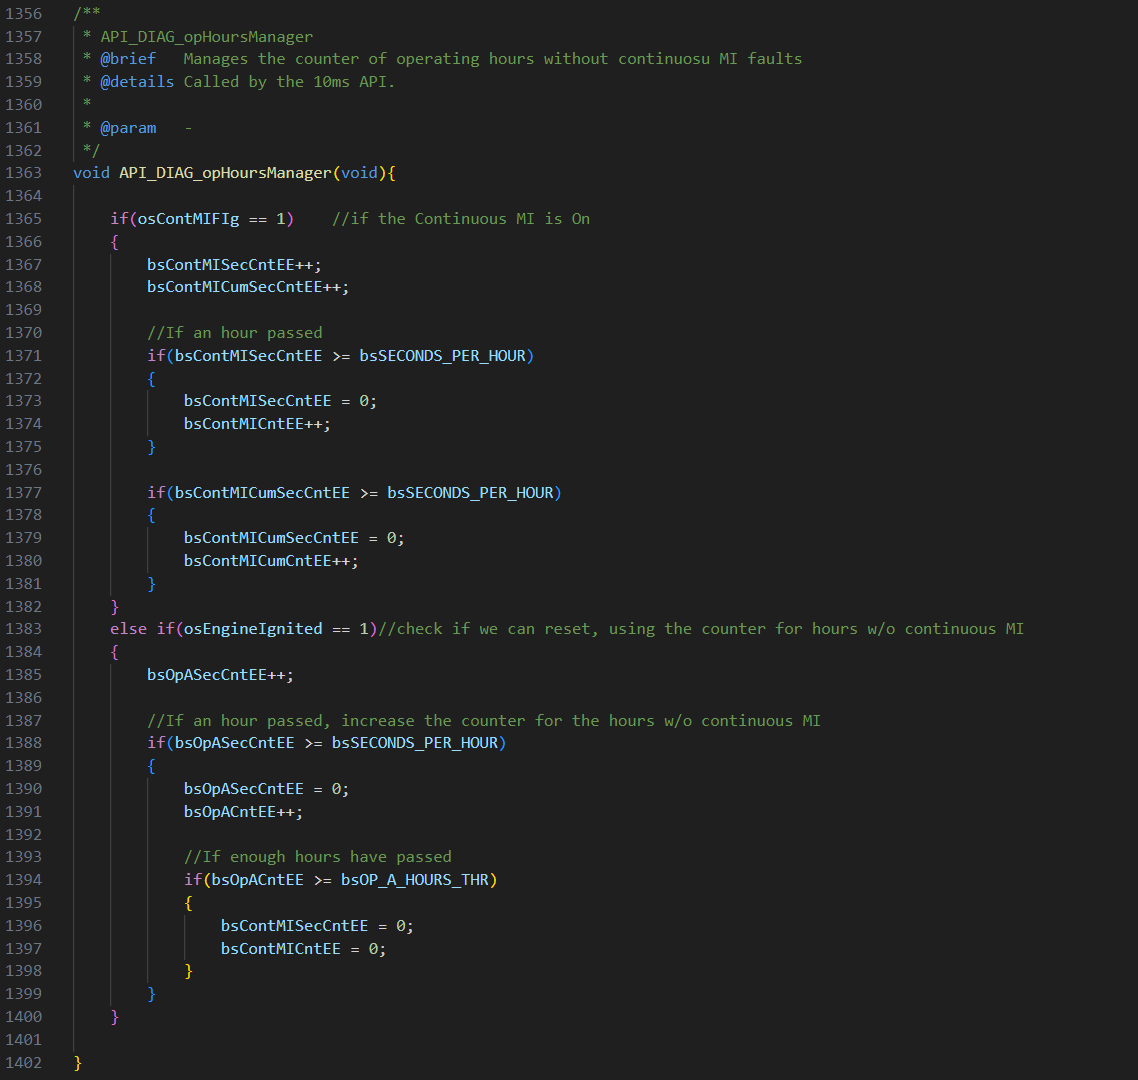 1356 /**
1357  * API_DIAG_opHoursManager
1358  * @brief   Manages the counter of operating hours without continuosu MI faults
1359  * @details Called by the 10ms API.
1360  *
1361  * @param   -
1362  */
1363 void API_DIAG_opHoursManager(void){
1364
1365     if(osContMIFIg == 1)    //if the Continuous MI is On
1366     {
1367         bsContMISecCntEE++;
1368         bsContMICumSecCntEE++;
1369
1370         //If an hour passed
1371         if(bsContMISecCntEE >= bsSECONDS_PER_HOUR)
1372         {
1373             bsContMISecCntEE = 0;
1374             bsContMICntEE++;
1375         }
1376
1377         if(bsContMICumSecCntEE >= bsSECONDS_PER_HOUR)
1378         {
1379             bsContMICumSecCntEE = 0;
1380             bsContMICumCntEE++;
1381         }
1382     }
1383     else if(osEngineIgnited == 1)//check if we can reset, using the counter for hours w/o continuous MI
1384     {
1385         bsOpASecCntEE++;
1386
1387         //If an hour passed, increase the counter for the hours w/o continuous MI
1388         if(bsOpASecCntEE >= bsSECONDS_PER_HOUR)
1389         {
1390             bsOpASecCntEE = 0;
1391             bsOpACntEE++;
1392
1393             //If enough hours have passed
1394             if(bsOpACntEE >= bsOP_A_HOURS_THR)
1395             {
1396                 bsContMISecCntEE = 0;
1397                 bsContMICntEE = 0;
1398             }
1399         }
1400     }
1401
1402 }